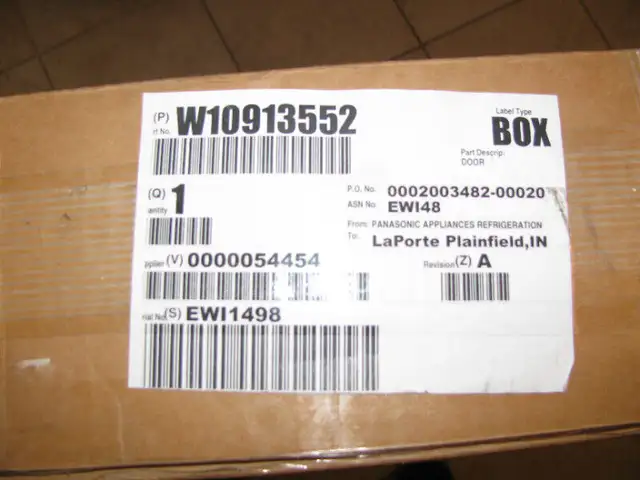 (P) W10913552
rt No.
Label Type
BOX
Part Descrip:
DOOR
(Q) 1
antity
P.O. No. 0002003482-00020
ASN No: EWI48
From: PANASONIC APPLIANCES REFRIGERATION
To: LaPorte Plainfield,IN
pplier (V) 0000054454
Revision (Z) A
rial No. (S) EWI1498